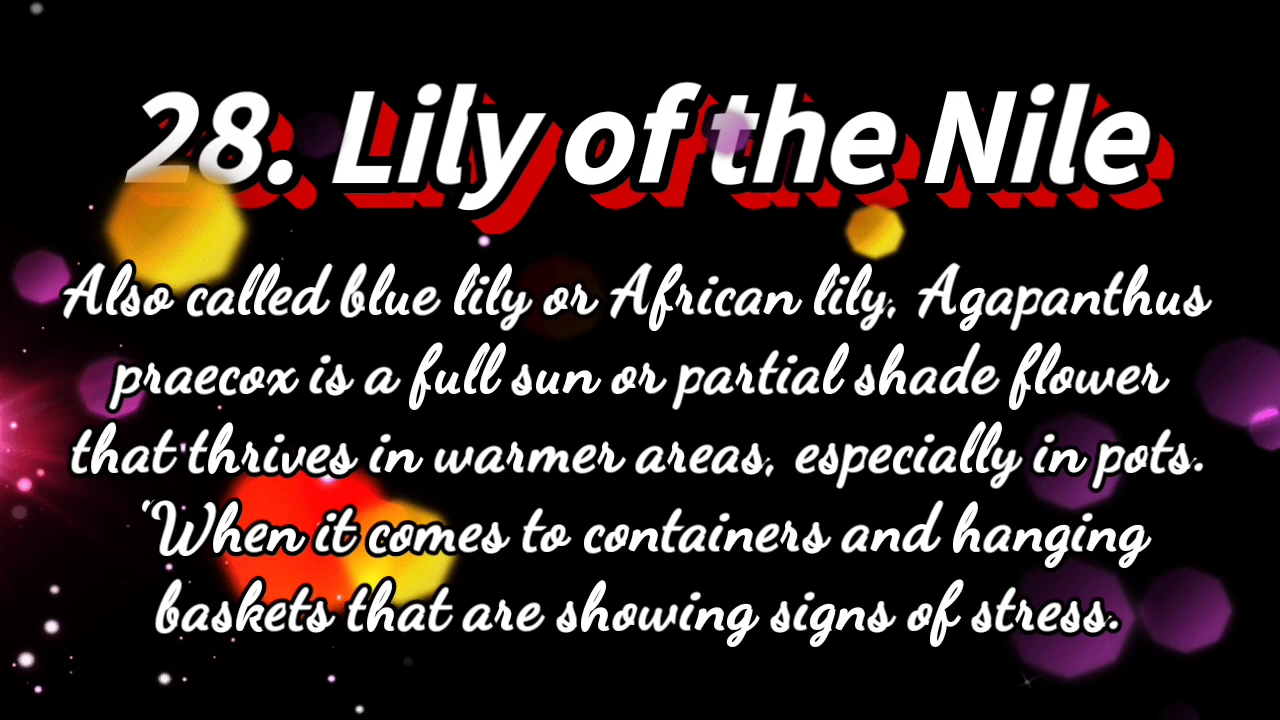 28. Lily of the Nile
Also called blue lily or African lily, Agapanthus
praecox is a full sun or partial shade flower
that thrives in warmer areas, especially in pots.
“When it comes to containers and hanging
baskets that are showing signs of stress.